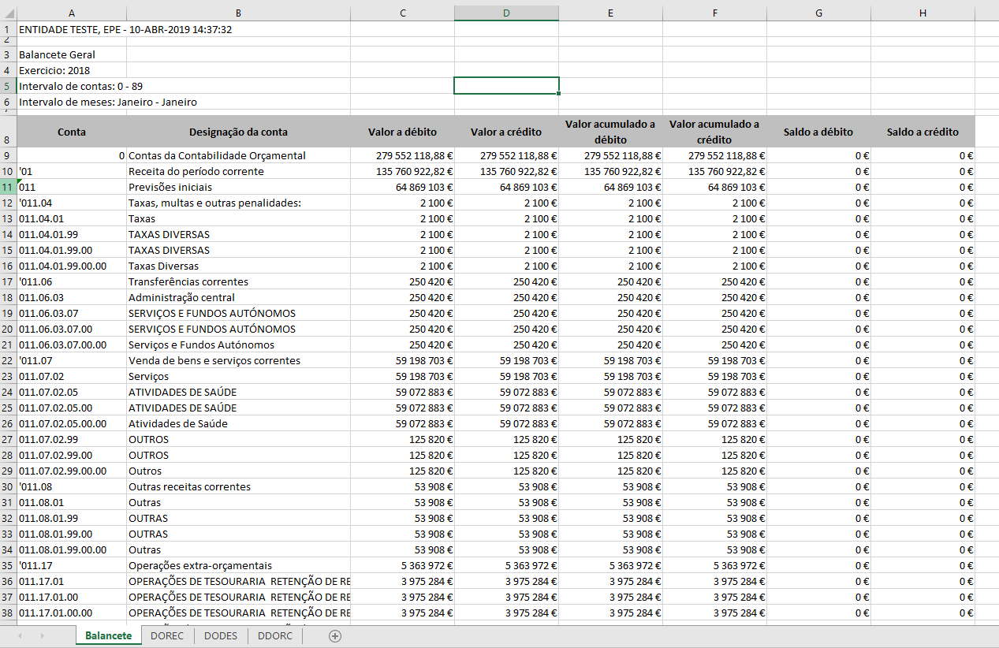 A B C D E F G H
1 ENTIDADE TESTE, EPE - 10-ABR-2019 14:37:32
2
3 Balancete Geral
4 Exercicio: 2018
5 Intervalo de contas: 0 - 89
6 Intervalo de meses: Janeiro - Janeiro
8 Conta Designação da conta Valor a débito Valor a crédito Valor acumulado a débito Valor acumulado a crédito Saldo a débito Saldo a crédito
9 0 Contas da Contabilidade Orçamental 279 552 118,88 € 279 552 118,88 € 279 552 118,88 € 279 552 118,88 € 0 € 0 €
10 '01 Receita do período corrente 135 760 922,82 € 135 760 922,82 € 135 760 922,82 € 135 760 922,82 € 0 € 0 €
11 011 Previsões iniciais 64 869 103 € 64 869 103 € 64 869 103 € 64 869 103 € 0 € 0 €
12 '011.04 Taxas, multas e outras penalidades: 2 100 € 2 100 € 2 100 € 2 100 € 0 € 0 €
13 011.04.01 Taxas 2 100 € 2 100 € 2 100 € 2 100 € 0 € 0 €
14 011.04.01.99 TAXAS DIVERSAS 2 100 € 2 100 € 2 100 € 2 100 € 0 € 0 €
15 011.04.01.99.00 TAXAS DIVERSAS 2 100 € 2 100 € 2 100 € 2 100 € 0 € 0 €
16 011.04.01.99.00.00 Taxas Diversas 2 100 € 2 100 € 2 100 € 2 100 € 0 € 0 €
17 '011.06 Transferências correntes 250 420 € 250 420 € 250 420 € 250 420 € 0 € 0 €
18 011.06.03 Administração central 250 420 € 250 420 € 250 420 € 250 420 € 0 € 0 €
19 011.06.03.07 SERVIÇOS E FUNDOS AUTÓNOMOS 250 420 € 250 420 € 250 420 € 250 420 € 0 € 0 €
20 011.06.03.07.00 SERVIÇOS E FUNDOS AUTÓNOMOS 250 420 € 250 420 € 250 420 € 250 420 € 0 € 0 €
21 011.06.03.07.00.00 Serviços e Fundos Autónomos 250 420 € 250 420 € 250 420 € 250 420 € 0 € 0 €
22 '011.07 Venda de bens e serviços correntes 59 198 703 € 59 198 703 € 59 198 703 € 59 198 703 € 0 € 0 €
23 011.07.02 Serviços 59 198 703 € 59 198 703 € 59 198 703 € 59 198 703 € 0 € 0 €
24 011.07.02.05 ATIVIDADES DE SAÚDE 59 072 883 € 59 072 883 € 59 072 883 € 59 072 883 € 0 € 0 €
25 011.07.02.05.00 ATIVIDADES DE SAÚDE 59 072 883 € 59 072 883 € 59 072 883 € 59 072 883 € 0 € 0 €
26 011.07.02.05.00.00 Atividades de Saúde 59 072 883 € 59 072 883 € 59 072 883 € 59 072 883 € 0 € 0 €
27 011.07.02.99 OUTROS 125 820 € 125 820 € 125 820 € 125 820 € 0 € 0 €
28 011.07.02.99.00 OUTROS 125 820 € 125 820 € 125 820 € 125 820 € 0 € 0 €
29 011.07.02.99.00.00 Outros 125 820 € 125 820 € 125 820 € 125 820 € 0 € 0 €
30 '011.08 Outras receitas correntes 53 908 € 53 908 € 53 908 € 53 908 € 0 € 0 €
31 011.08.01 Outras 53 908 € 53 908 € 53 908 € 53 908 € 0 € 0 €
32 011.08.01.99 OUTRAS 53 908 € 53 908 € 53 908 € 53 908 € 0 € 0 €
33 011.08.01.99.00 OUTRAS 53 908 € 53 908 € 53 908 € 53 908 € 0 € 0 €
34 011.08.01.99.00.00 Outras 53 908 € 53 908 € 53 908 € 53 908 € 0 € 0 €
35 '011.17 Operações extra-orçamentais 5 363 972 € 5 363 972 € 5 363 972 € 5 363 972 € 0 € 0 €
36 011.17.01 OPERAÇÕES DE TESOURARIA RETENÇÃO DE RE 3 975 284 € 3 975 284 € 3 975 284 € 3 975 284 € 0 € 0 €
37 011.17.01.00 OPERAÇÕES DE TESOURARIA RETENÇÃO DE RE 3 975 284 € 3 975 284 € 3 975 284 € 3 975 284 € 0 € 0 €
38 011.17.01.00.00 OPERAÇÕES DE TESOURARIA RETENÇÃO DE RE 3 975 284 € 3 975 284 € 3 975 284 € 3 975 284 € 0 € 0 €
Balancete DOREC DODES DDORC